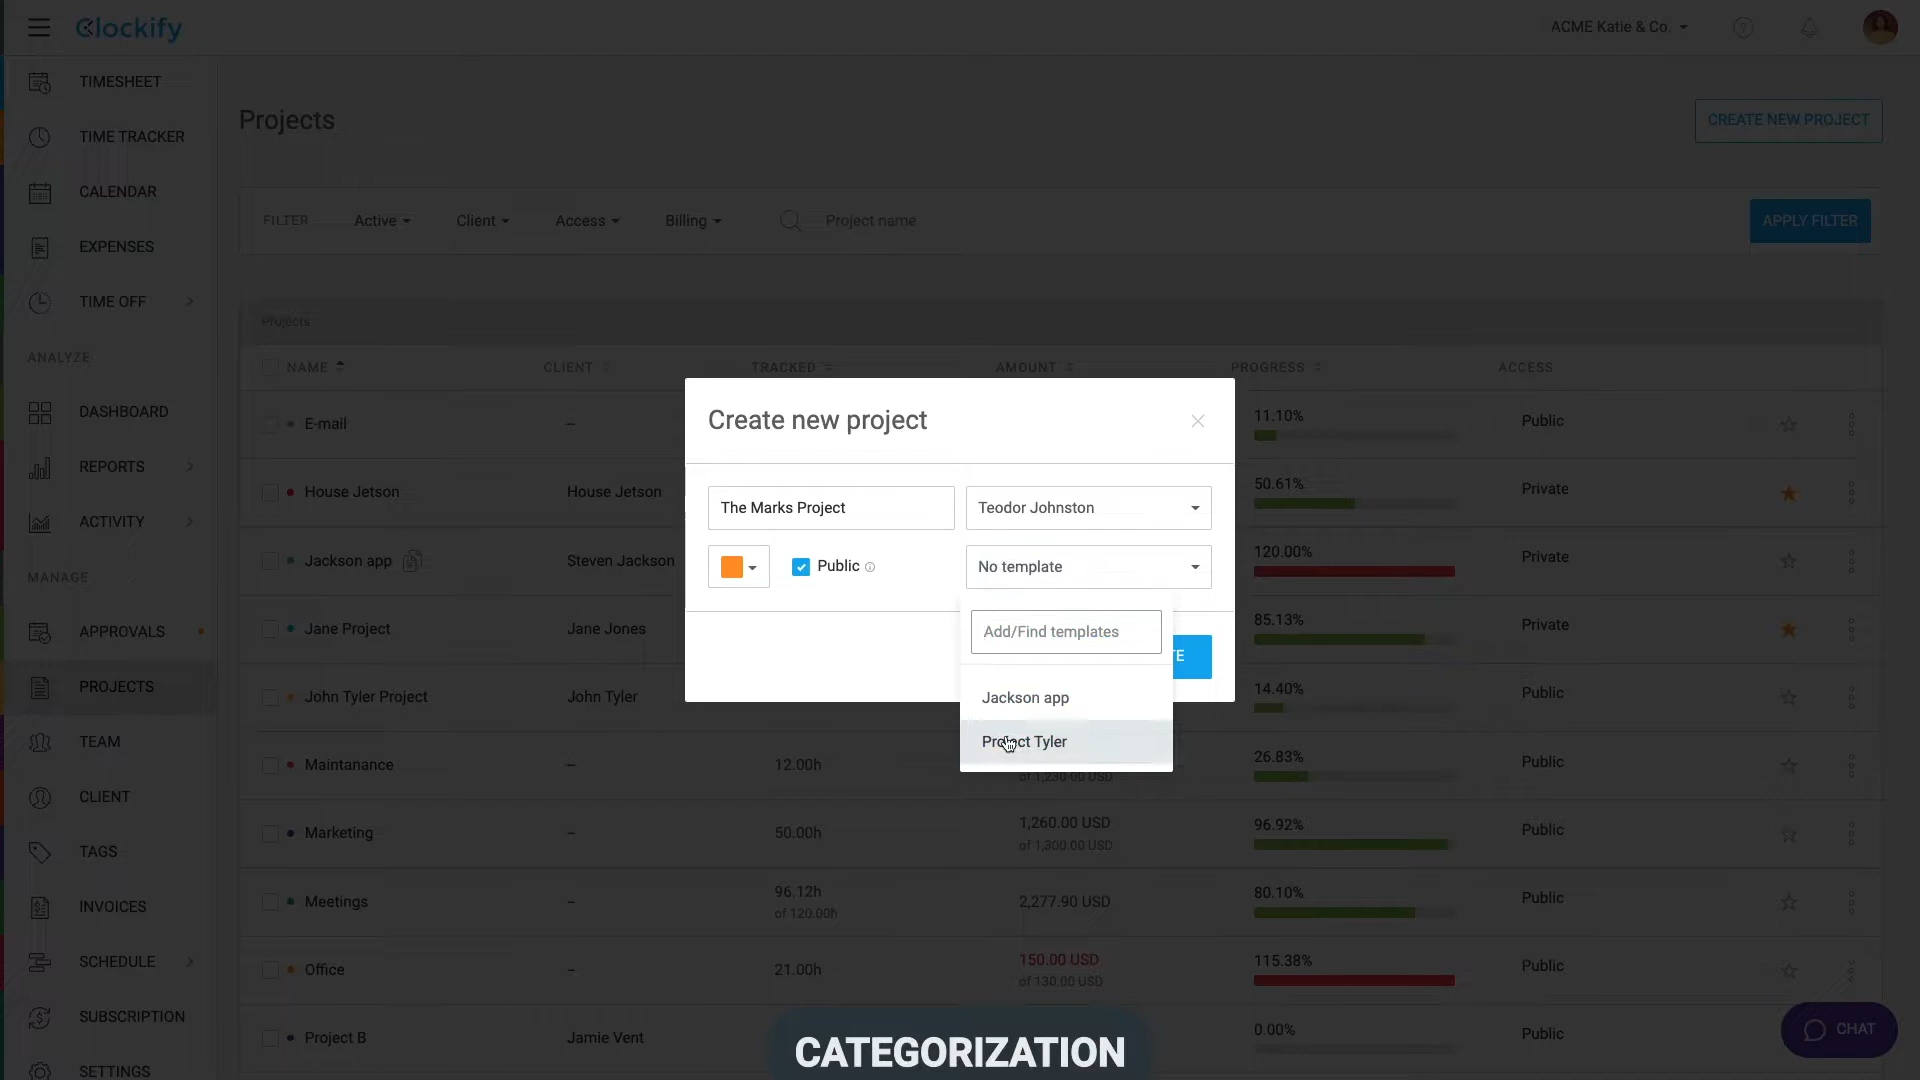 Clockify
ACME Katie & Co.
TIMESHEET
TIME TRACKER
CALENDAR
EXPENSES
TIME OFF
ANALYZE
DASHBOARD
REPORTS
ACTIVITY
MANAGE
APPROVALS
PROJECTS
TEAM
CLIENT
TAGS
INVOICES
SCHEDULE
SUBSCRIPTION
SETTINGS
Projects
CREATE NEW PROJECT
FILTER Active Client Access Billing Project name APPLY FILTER
Projects
NAME CLIENT TRACKED AMOUNT PROGRESS ACCESS
E-mail – 11.10% Public
House Jetson House Jetson 50.61% Private
Jackson app Steven Jackson 120.00% Private
Jane Project Jane Jones 85.13% Private
John Tyler Project John Tyler 14.40% Public
Maintanance – 12.00h 26.83% Public
of 1,230.00 USD
Marketing – 50.00h 1,260.00 USD 96.92% Public
of 1,300.00 USD
Meetings – 96.12h 2,277.90 USD 80.10% Public
of 120.00h
Office – 21.00h 150.00 USD 115.38% Public
of 130.00 USD
Project B Jamie Vent 0.00% Public
Create new project
The Marks Project Teodor Johnston
Public No template
Add/Find templates
TE
Jackson app
Project Tyler
CHAT
CATEGORIZATION